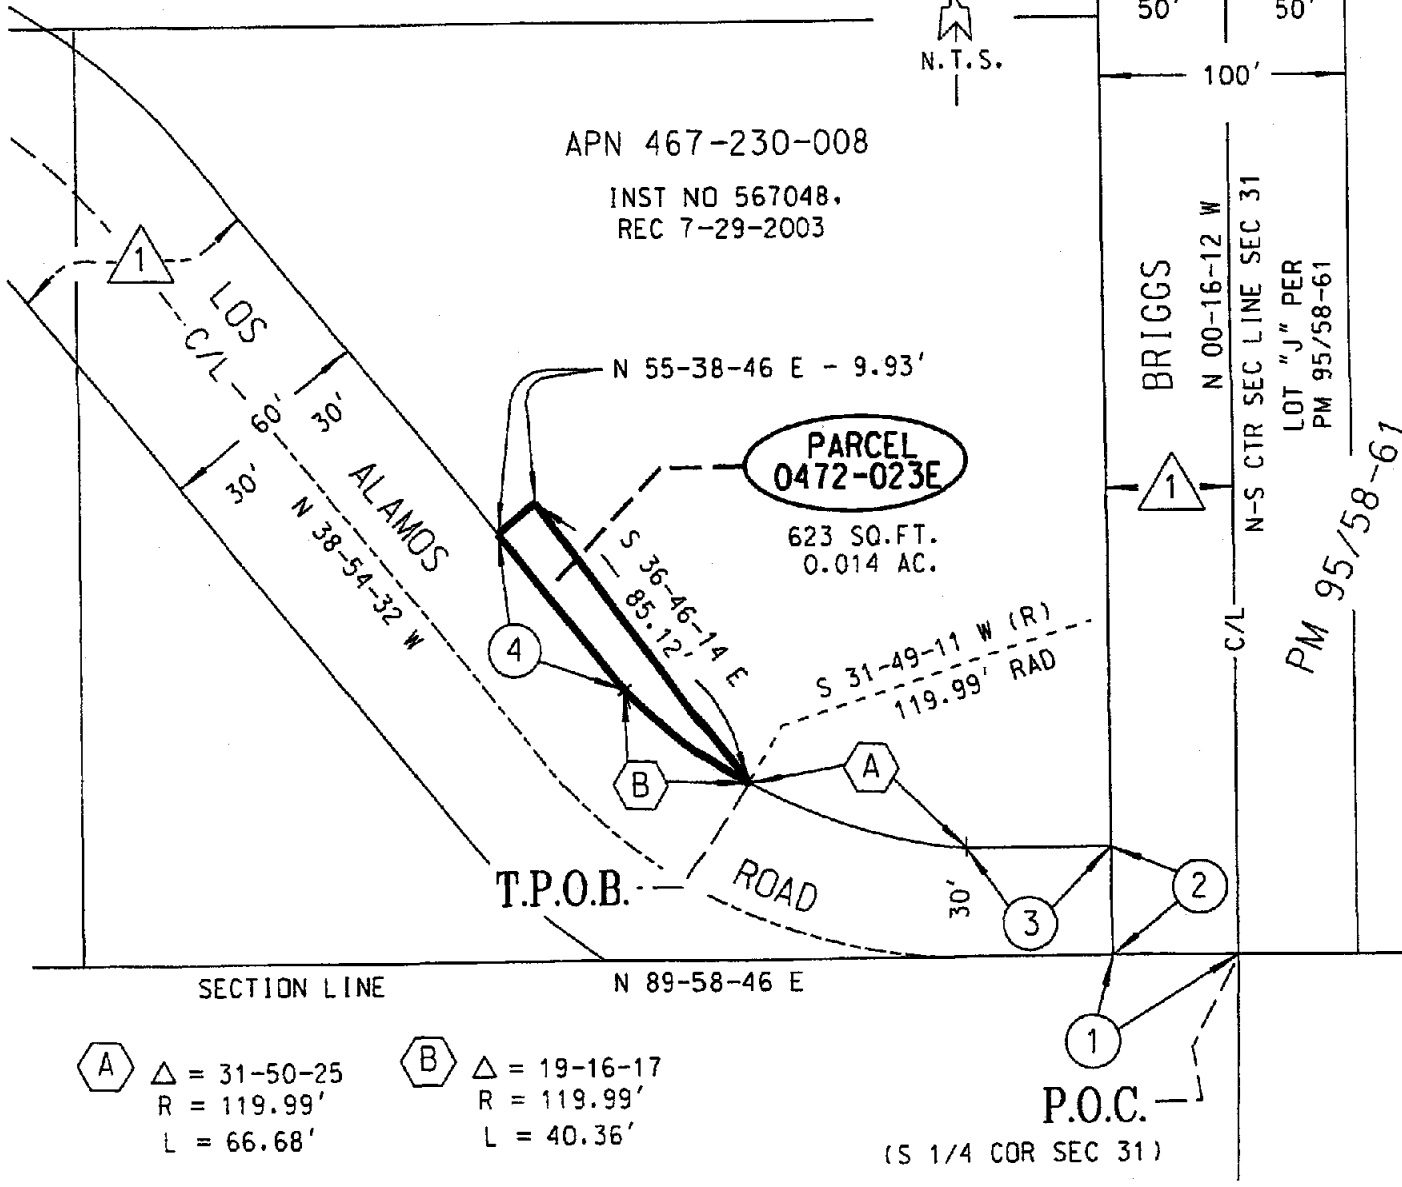 50' 50'
N.T.S.
100'
APN 467-230-008
INST NO 567048,
REC 7-29-2003
1
LOS
C/L
N 00-16-12 W
N-S CTR SEC LINE SEC 31
BRIGGS
LOT "J" PER
PM 95/58-61
N 55-38-46 E - 9.93'
60'
30'
30'
PARCEL
0472-023E
623 SQ.FT.
0.014 AC.
ALAMOS
N 38-54-32 W
1
PM 95/58-61
S 36-46-14 E
85.12'
4
S 31-49-11 W (R)
119.99' RAD
C/L
B
A
T.P.O.B.
ROAD
30'
3
2
SECTION LINE
N 89-58-46 E
1
A
Δ = 31-50-25
R = 119.99'
L = 66.68'
B
Δ = 19-16-17
R = 119.99'
L = 40.36'
P.O.C.
(S 1/4 COR SEC 31)